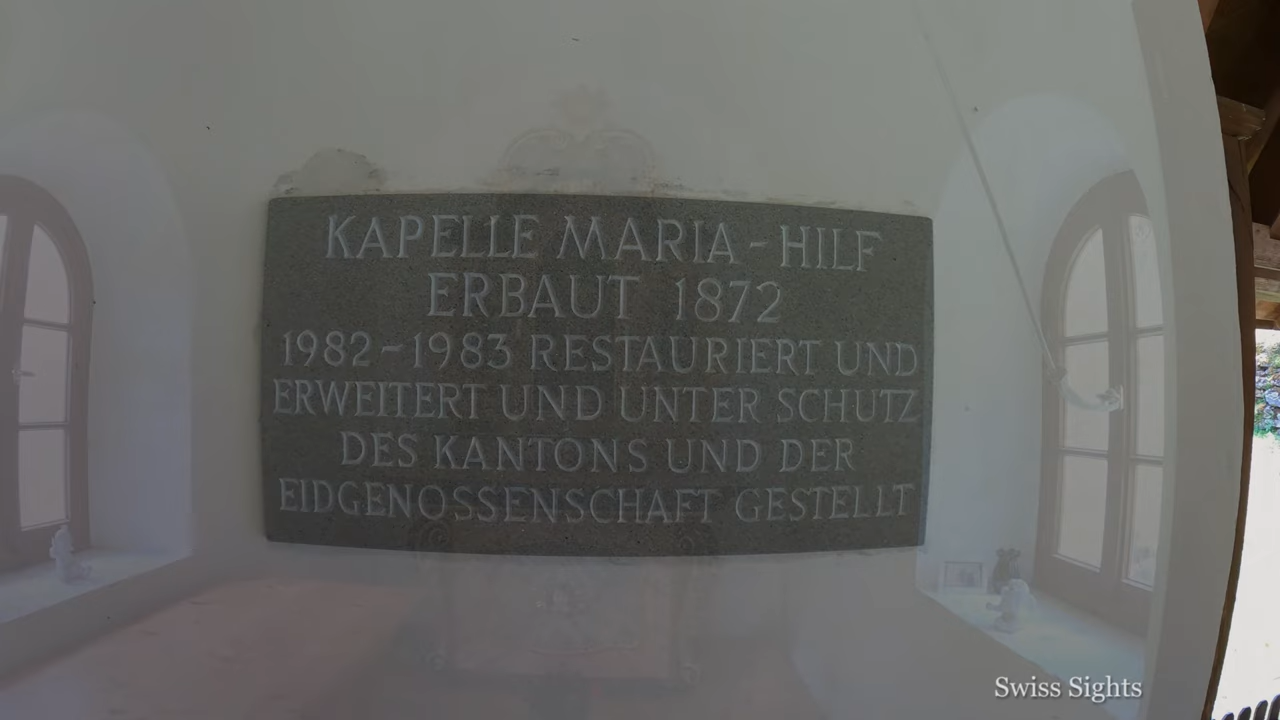 KAPELLE MARIA-HILF
ERBAUT 1872
1982-1983 RESTAURIERT UND
ERWEITERT UND UNTER SCHUTZ
DES KANTONS UND DER
EIDGENOSSENSCHAFT GESTELLT
Swiss Sights